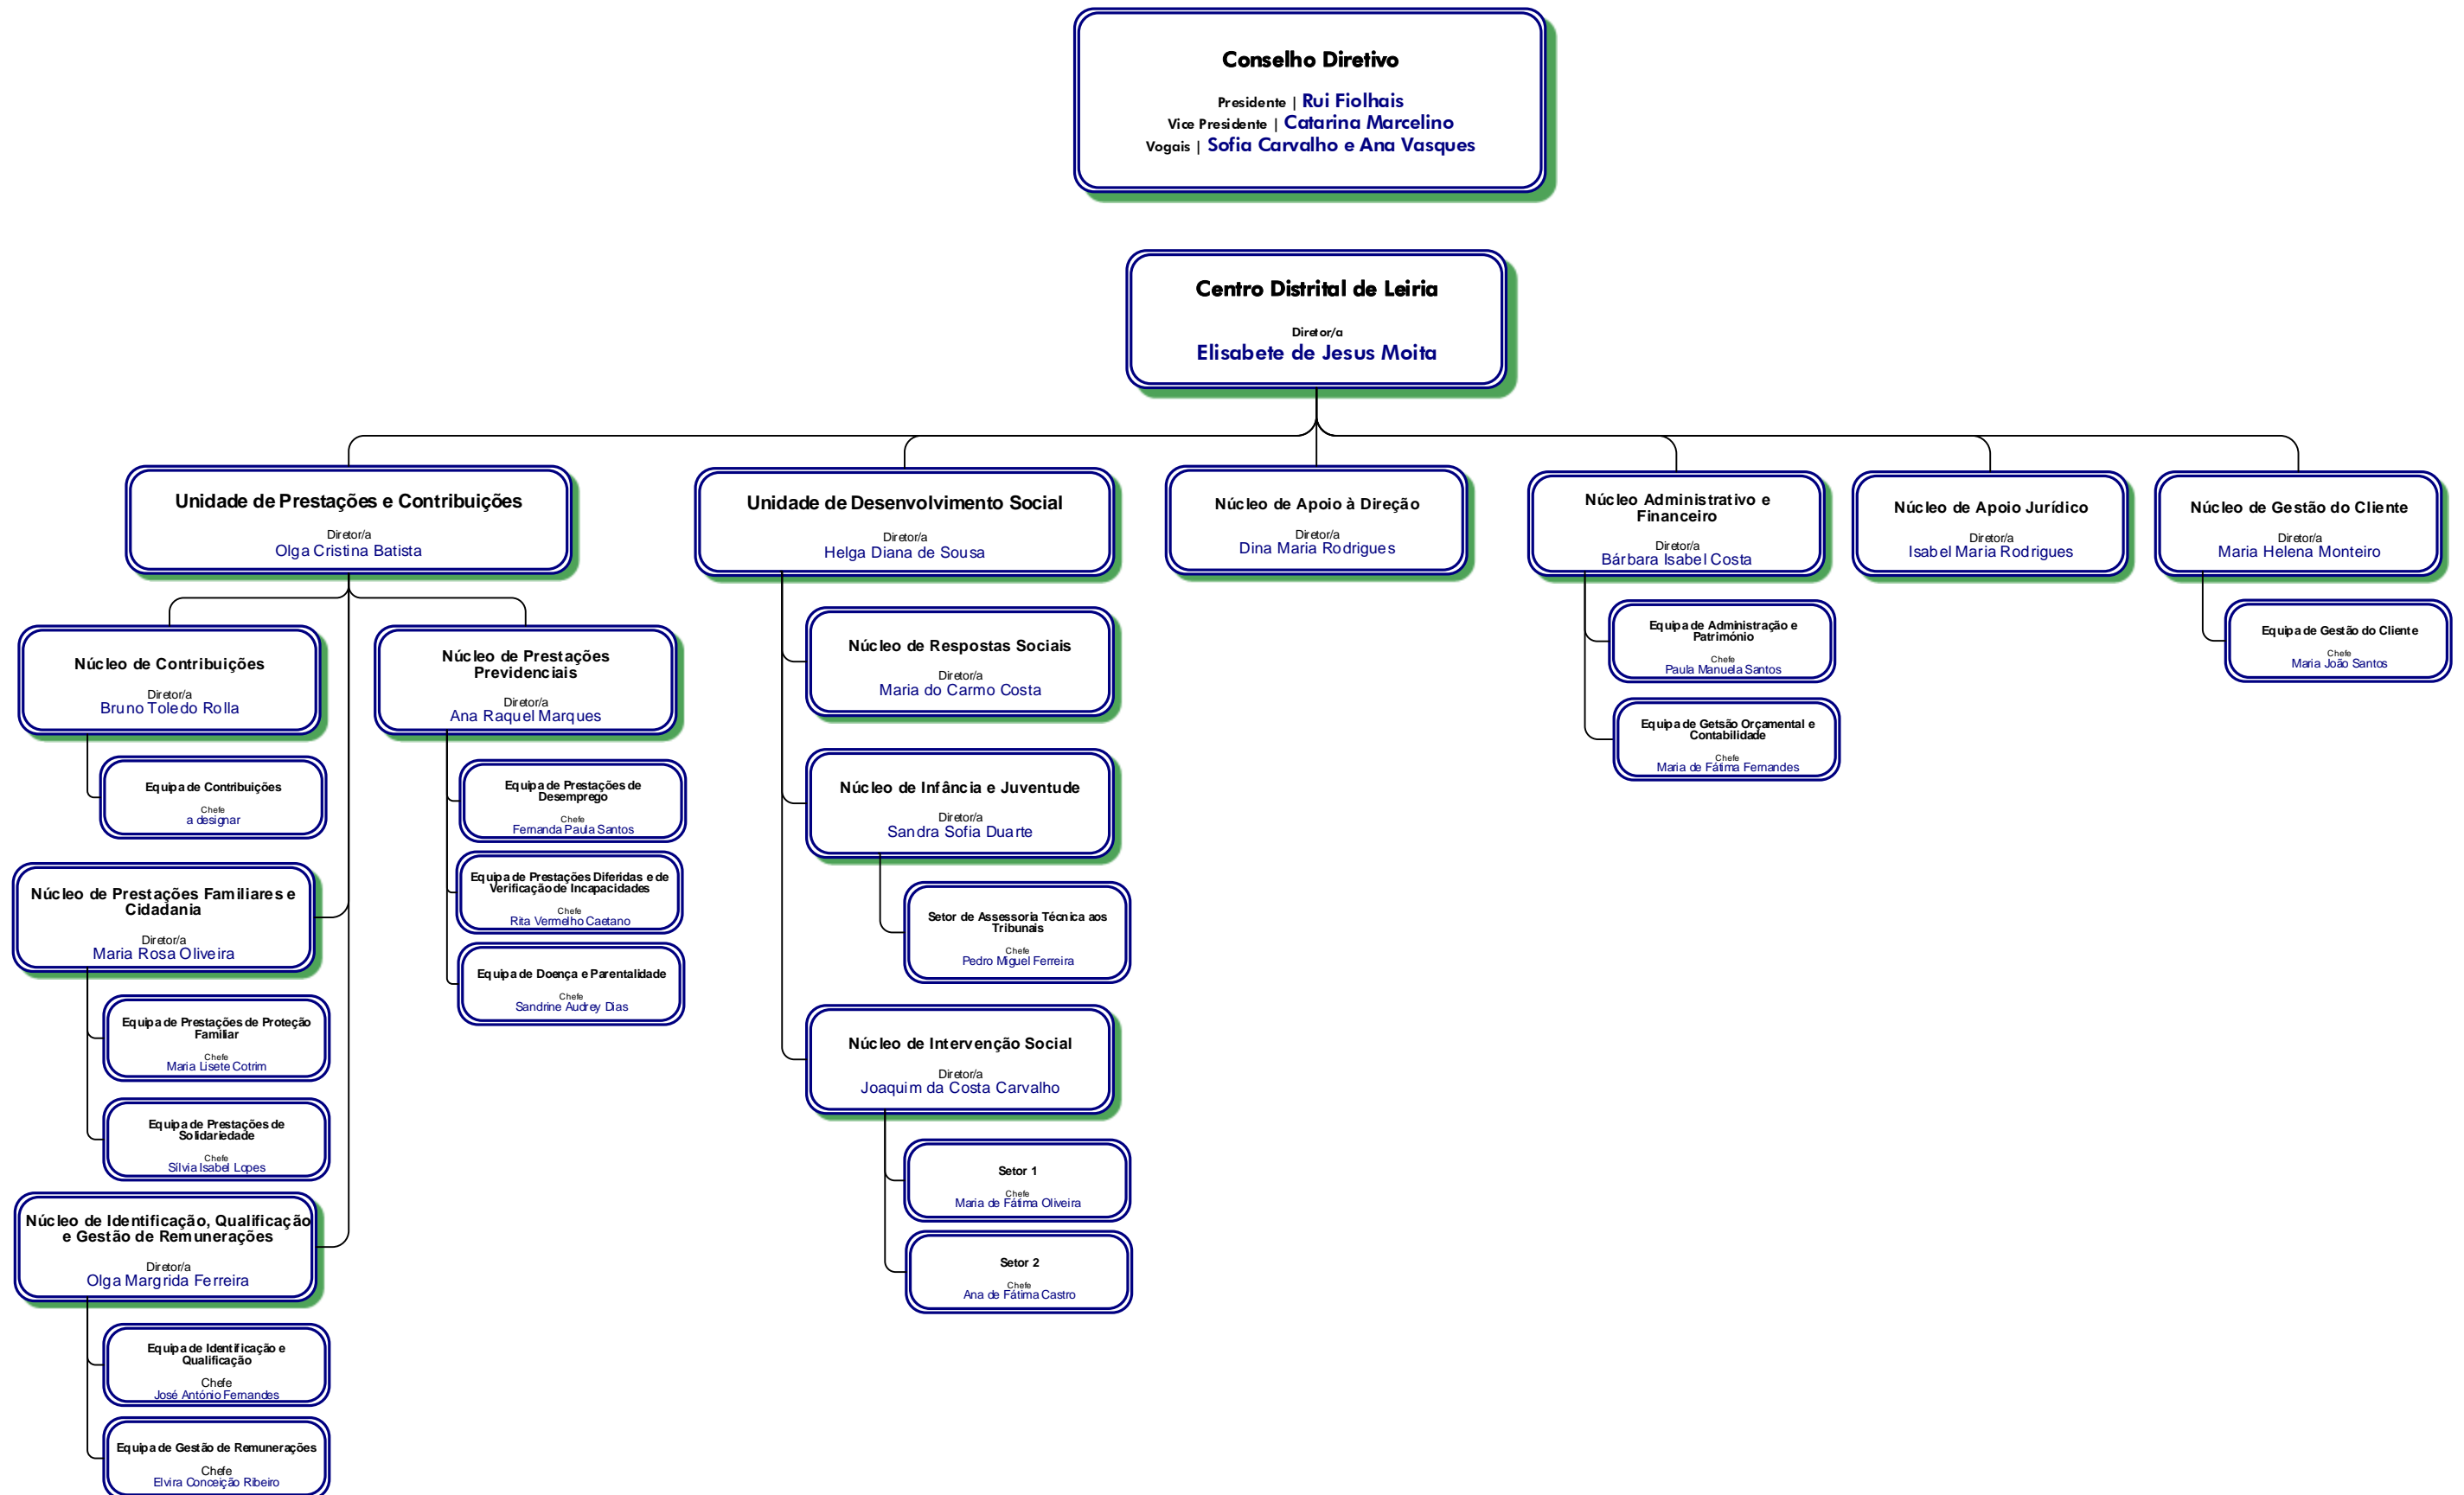 Conselho Diretivo
Presidente | Rui Fiolhais
Vice Presidente | Catarina Marcelino
Vogais | Sofia Carvalho e Ana Vasques
Centro Distrital de Leiria
Diretor/a
Elisabete de Jesus Moita
Unidade de Prestações e Contribuições
Diretor/a
Olga Cristina Batista
Unidade de Desenvolvimento Social
Diretor/a
Helga Diana de Sousa
Núcleo de Apoio à Direção
Diretor/a
Dina Maria Rodrigues
Núcleo Administrativo e
Financeiro
Diretor/a
Bárbara Isabel Costa
Núcleo de Apoio Jurídico
Diretor/a
Isabel Maria Rodrigues
Núcleo de Gestão do Cliente
Diretor/a
Maria Helena Monteiro
Núcleo de Contribuições
Diretor/a
Bruno Toledo Rolla
Equipa de Contribuições
Chefe
a designar
Núcleo de Prestações Familiares e
Cidadania
Diretor/a
Maria Rosa Oliveira
Equipa de Prestações de Proteção
Familiar
Chefe
Maria Lisete Cotrim
Equipa de Prestações de
Solidariedade
Chefe
Sílvia Isabel Lopes
Núcleo de Identificação, Qualificação
e Gestão de Remunerações
Diretor/a
Olga Margrida Ferreira
Equipa de Identificação e
Qualificação
Chefe
José António Fernandes
Equipa de Gestão de Remunerações
Chefe
Elvira Conceição Ribeiro
Núcleo de Prestações
Previdenciais
Diretor/a
Ana Raquel Marques
Equipa de Prestações de
Desemprego
Chefe
Fernanda Paula Santos
Equipa de Prestações Diferidas e de
Verificação de Incapacidades
Chefe
Rita Vermelho Caetano
Equipa de Doença e Parentalidade
Chefe
Sandrine Audrey Dias
Núcleo de Respostas Sociais
Diretor/a
Maria do Carmo Costa
Núcleo de Infância e Juventude
Diretor/a
Sandra Sofia Duarte
Setor de Assessoria Técnica aos
Tribunais
Chefe
Pedro Miguel Ferreira
Núcleo de Intervenção Social
Diretor/a
Joaquim da Costa Carvalho
Setor 1
Chefe
Maria de Fátima Oliveira
Setor 2
Chefe
Ana de Fátima Castro
Equipa de Administração e
Património
Chefe
Paula Manuela Santos
Equipa de Getsão Orçamental e
Contabilidade
Chefe
Maria de Fátima Fernandes
Equipa de Gestão do Cliente
Chefe
Maria João Santos